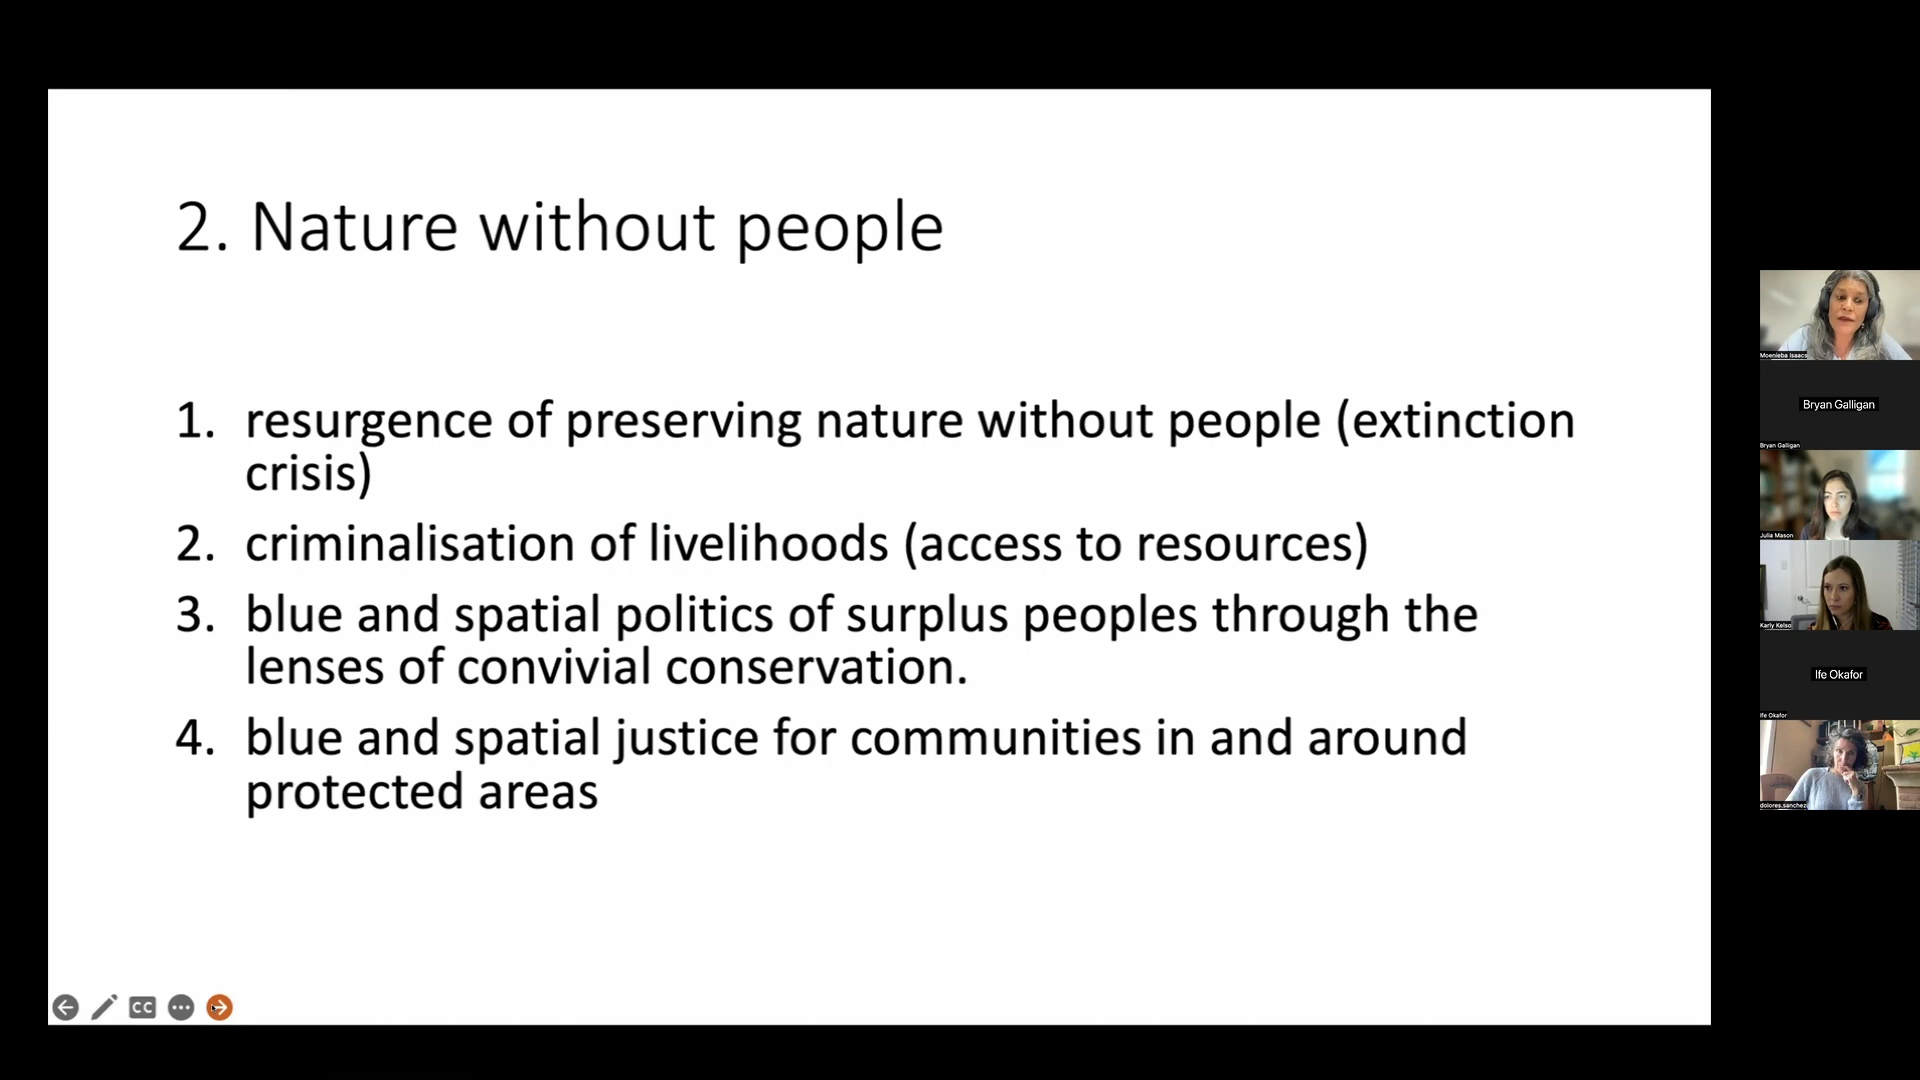 2. Nature without people
1. resurgence of preserving nature without people (extinction
crisis)
2. criminalisation of livelihoods (access to resources)
3. blue and spatial politics of surplus peoples through the
lenses of convivial conservation.
4. blue and spatial justice for communities in and around
protected areas
CC
Moenieba Isaacs
Bryan Galligan
Bryan Galligan
Julia Mason
Karly Kelso
Ife Okafor
Ife Okafor
dolores.sanchez